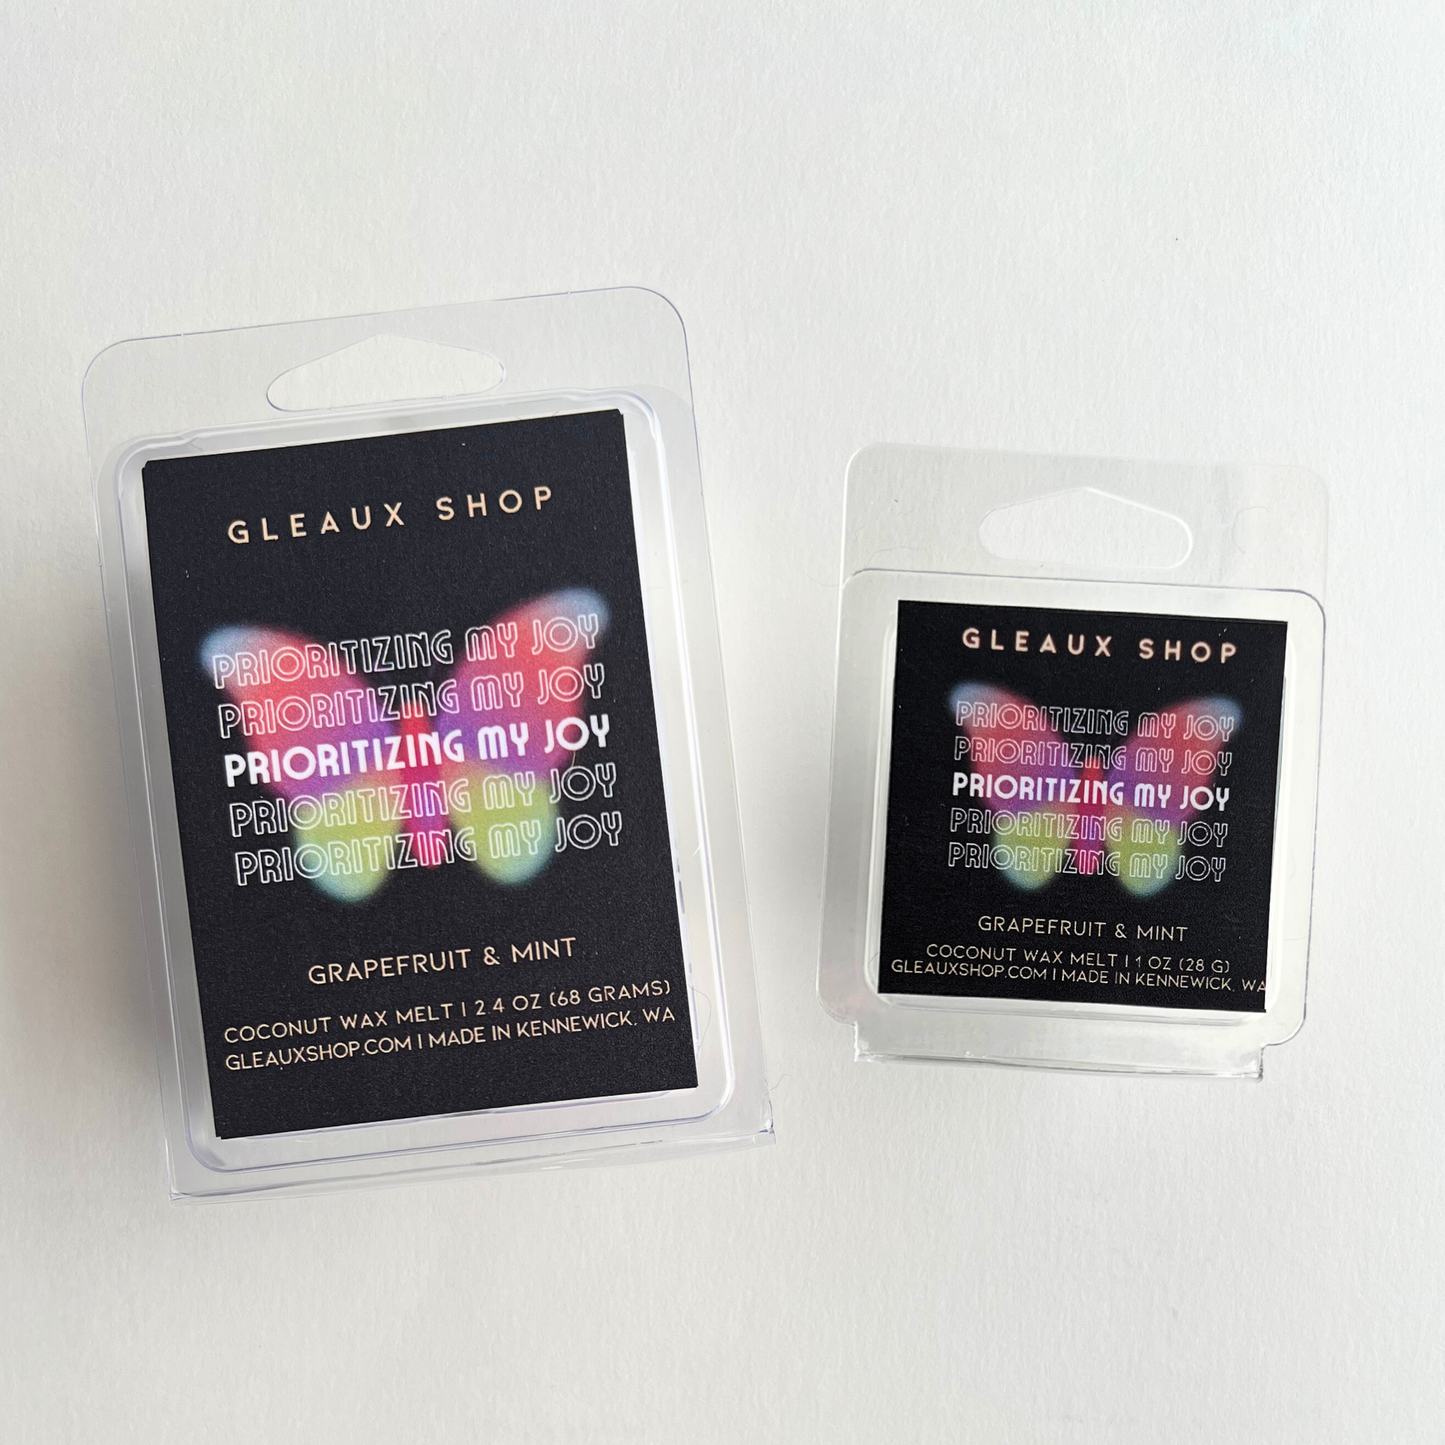 GLEAUX SHOP
PRIORITIZING MY JOY
PRIORITIZING MY JOY
PRIORITIZING MY JOY
PRIORITIZING MY JOY
PRIORITIZING MY JOY
GRAPEFRUIT & MINT
COCONUT WAX MELT | 2.4 OZ (68 GRAMS)
GLEAUXSHOP.COM | MADE IN KENNEWICK, WA
GLEAUX SHOP
PRIORITIZING MY JOY
PRIORITIZING MY JOY
PRIORITIZING MY JOY
PRIORITIZING MY JOY
PRIORITIZING MY JOY
GRAPEFRUIT & MINT
COCONUT WAX MELT | 1 OZ (28 G)
GLEAUXSHOP.COM | MADE IN KENNEWICK, WA